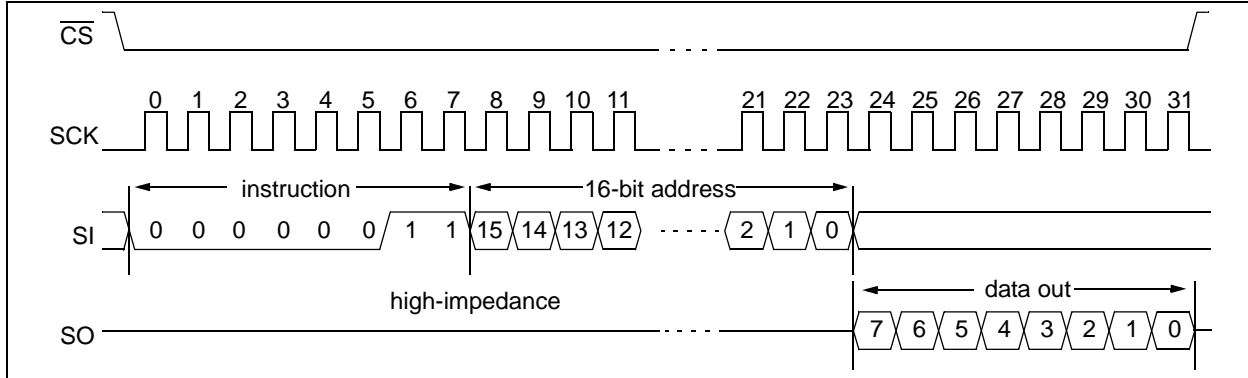 CS
0 1 2 3 4 5 6 7 8 9 10 11 21 22 23 24 25 26 27 28 29 30 31
SCK
instruction 16-bit address
SI 0 0 0 0 0 0 1 1 15 14 13 12 2 1 0
high-impedance data out
SO 7 6 5 4 3 2 1 0